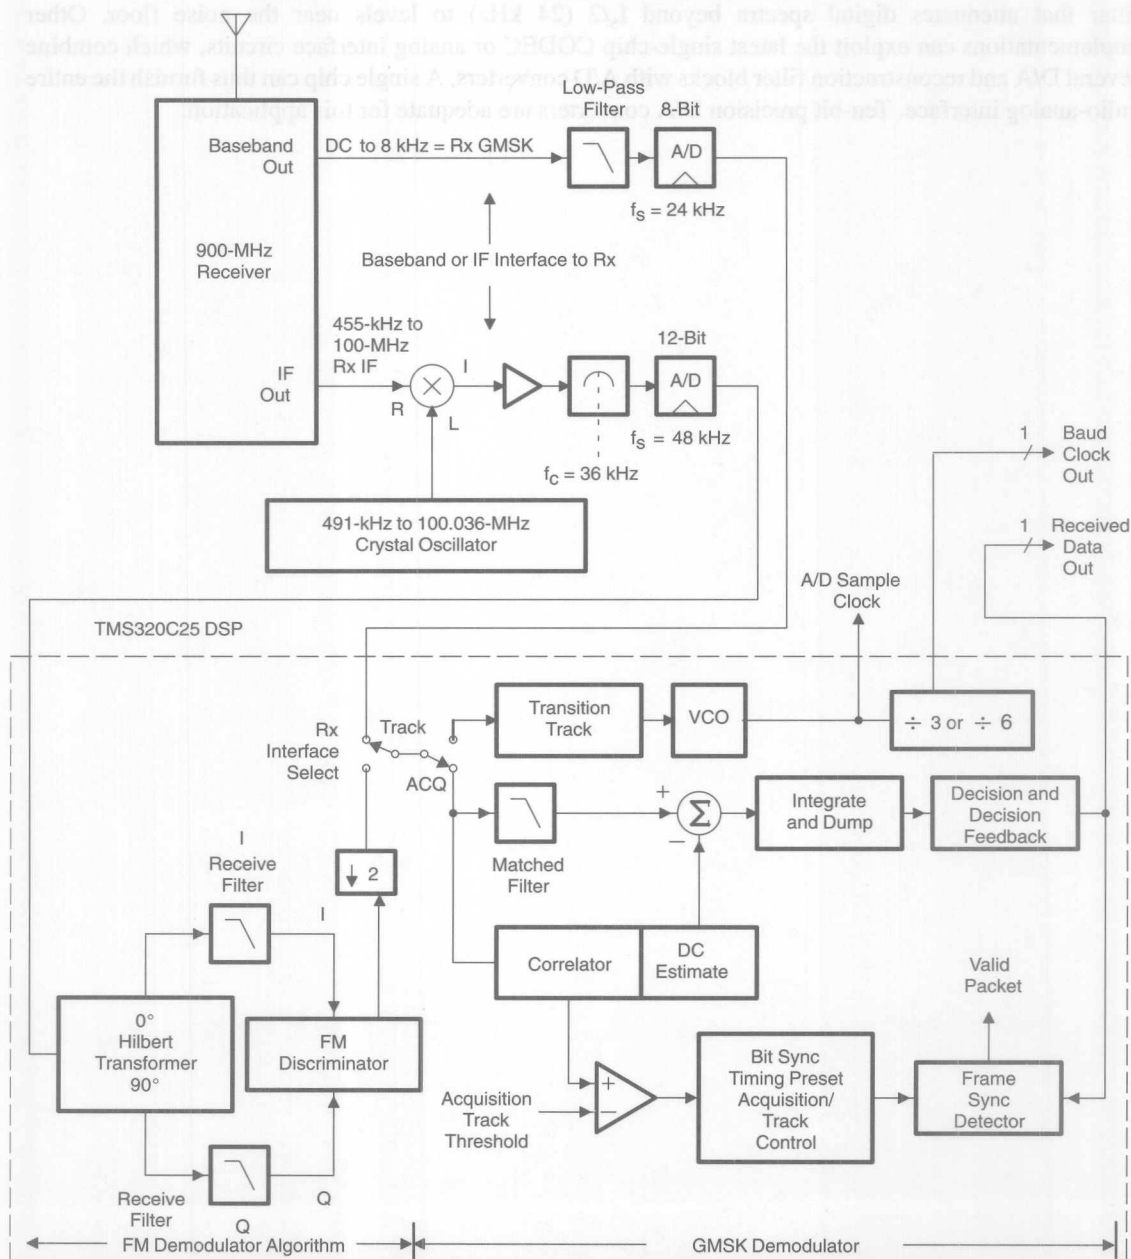 Low-Pass
Filter
8-Bit
Baseband
Out
DC to 8 kHz = Rx GMSK
A/D
fS = 24 kHz
900-MHz
Receiver
Baseband or IF Interface to Rx
455-kHz to
100-MHz
Rx IF
12-Bit
IF
Out
R
I
L
A/D
fS = 48 kHz
fC = 36 kHz
1
Baud
Clock
Out
491-kHz to 100.036-MHz
Crystal Oscillator
1
Received
Data
Out
A/D Sample
Clock
TMS320C25 DSP
Rx
Interface
Select
Track
ACQ
Transition
Track
VCO
÷ 3 or ÷ 6
+
Σ
−
Integrate
and Dump
Decision and
Decision
Feedback
Matched
Filter
I
Receive
Filter
↓ 2
I
Correlator
DC
Estimate
Valid
Packet
0°
Hilbert
Transformer
90°
FM
Discriminator
Acquisition
Track
Threshold
+
−
Bit Sync
Timing Preset
Acquisition/
Track
Control
Frame
Sync
Detector
Receive
Filter
Q
Q
FM Demodulator Algorithm
GMSK Demodulator